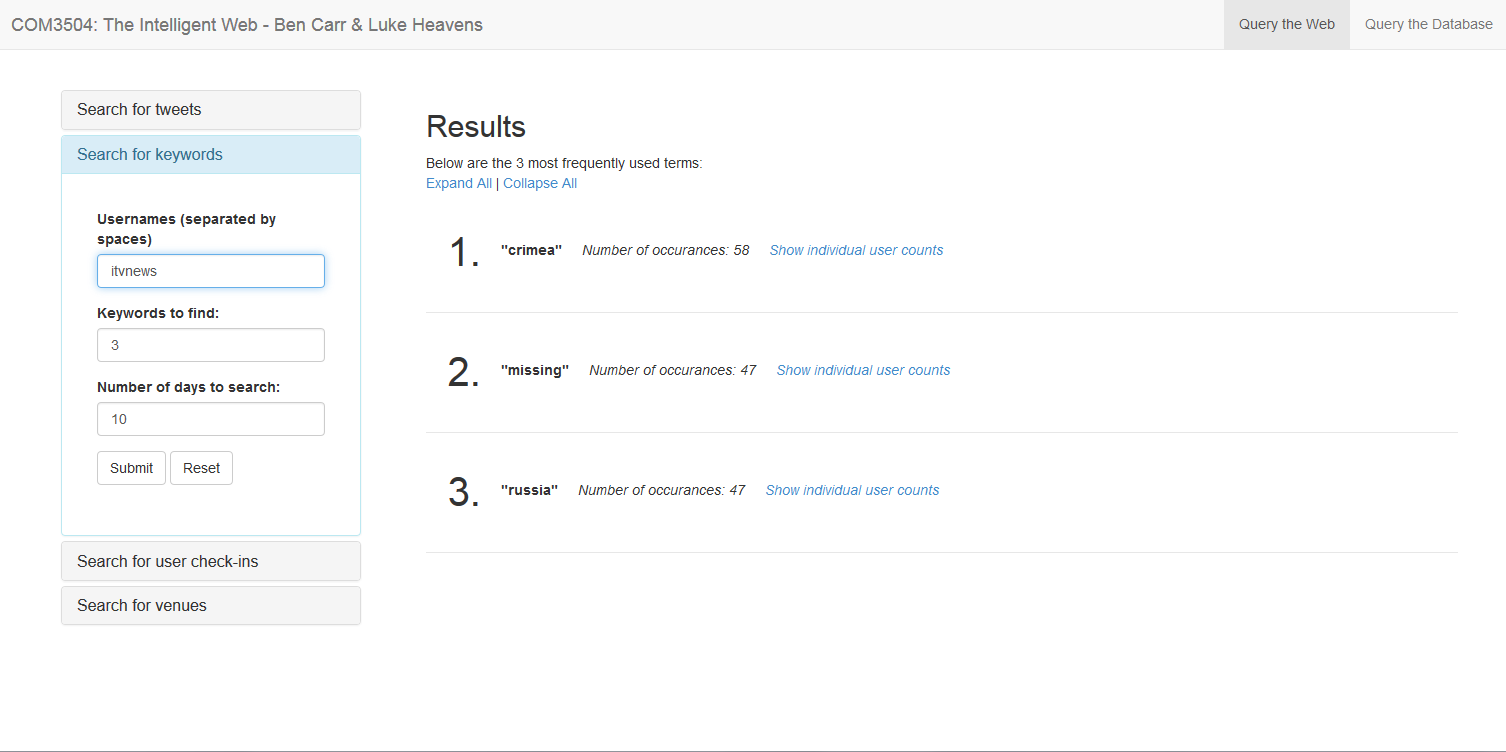 COM3504: The Intelligent Web - Ben Carr & Luke Heavens
Query the Web
Query the Database
Search for tweets
Search for keywords
Usernames (separated by
spaces)
itvnews
Keywords to find:
3
Number of days to search:
10
Submit
Reset
Search for user check-ins
Search for venues
Results
Below are the 3 most frequently used terms:
Expand All | Collapse All
1. "crimea" Number of occurances: 58 Show individual user counts
2. "missing" Number of occurances: 47 Show individual user counts
3. "russia" Number of occurances: 47 Show individual user counts